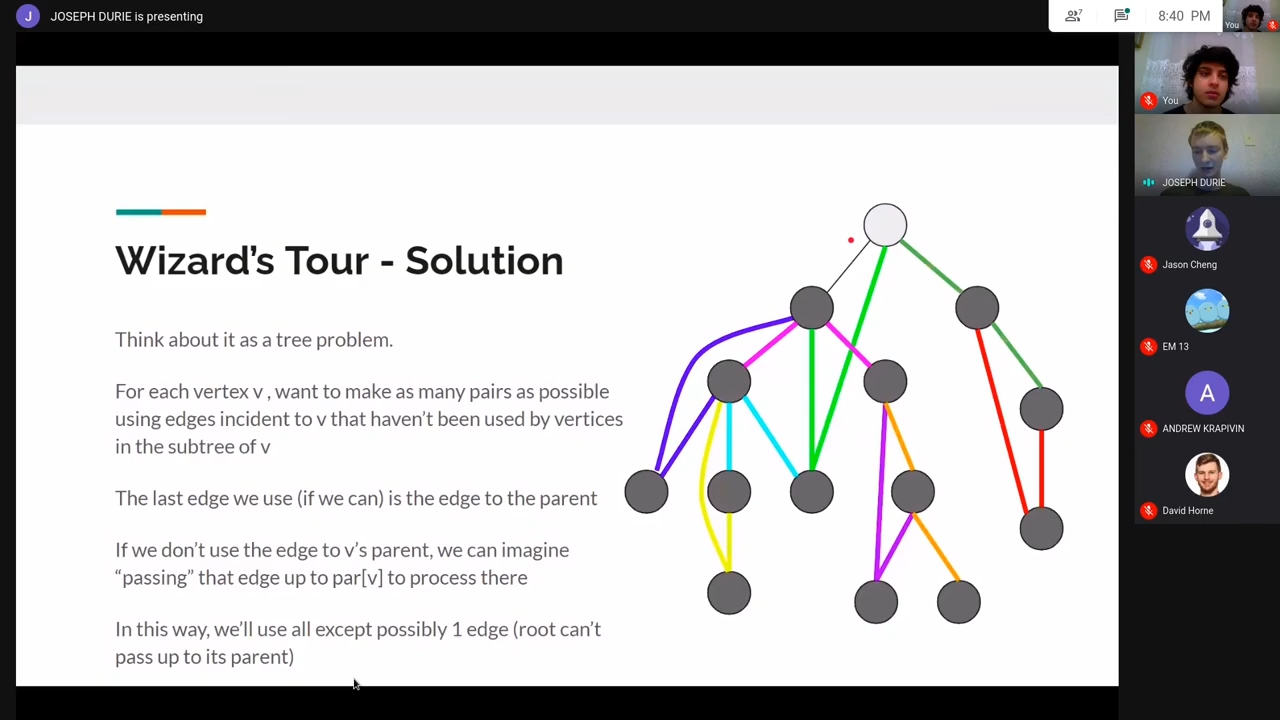 J JOSEPH DURIE is presenting
7
8:40 PM
You
You
JOSEPH DURIE
Jason Cheng
EM 13
A
ANDREW KRAPIVIN
David Horne
Wizard's Tour - Solution
Think about it as a tree problem.
For each vertex v , want to make as many pairs as possible
using edges incident to v that haven't been used by vertices
in the subtree of v
The last edge we use (if we can) is the edge to the parent
If we don't use the edge to v's parent, we can imagine
“passing” that edge up to par[v] to process there
In this way, we'll use all except possibly 1 edge (root can't
pass up to its parent)